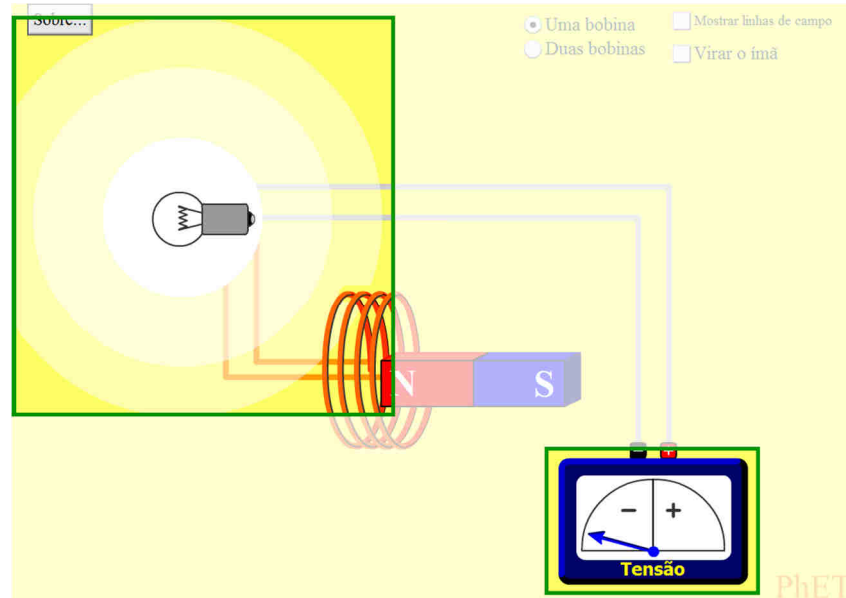 Sobre...
Uma bobina
Mostrar linhas de campo
Duas bobinas
Virar o ímã
N
S
− +
− +
Tensão
PhET